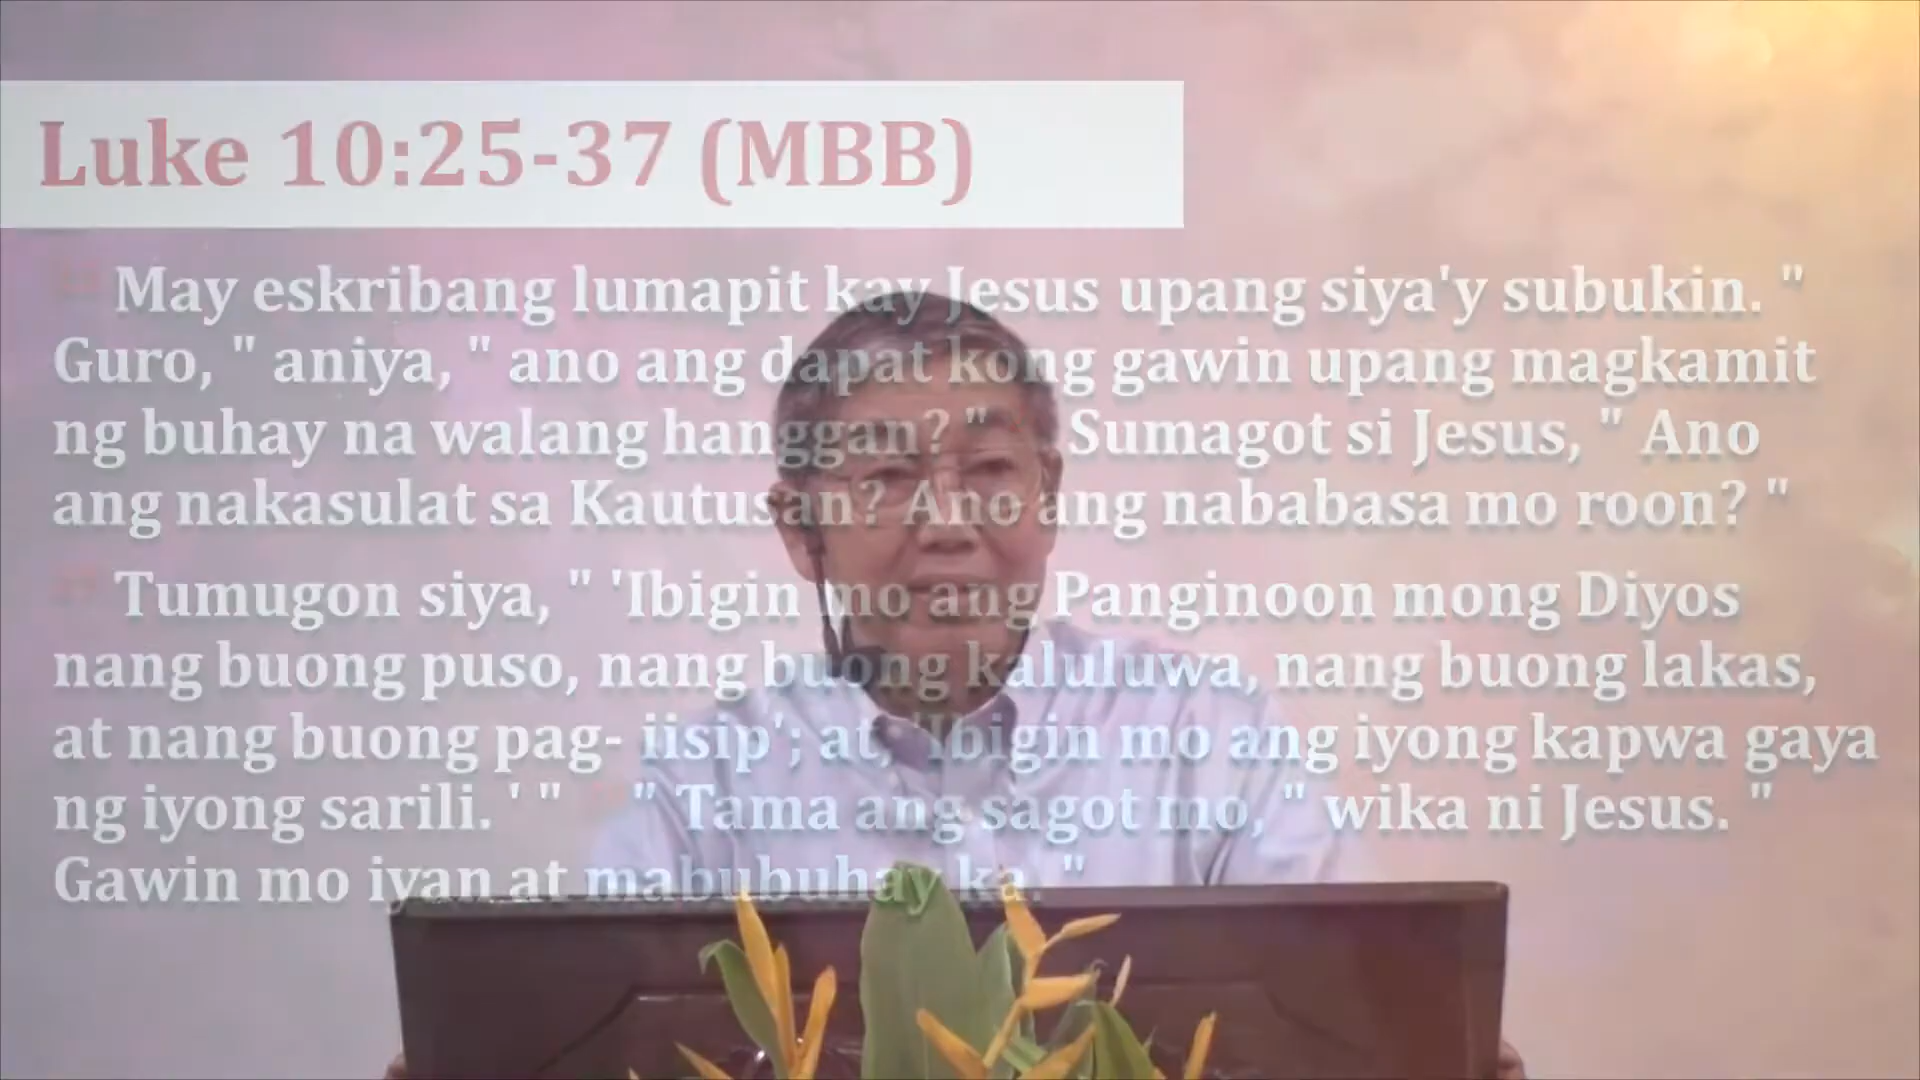 Luke 10:25-37 (MBB)
May eskribang lumapit kay Jesus upang siya'y subukin. "
Guro, " aniya, " ano ang dapat kong gawin upang magkamit
ng buhay na walang hanggan? " Sumagot si Jesus, " Ano
ang nakasulat sa Kautusan? Ano ang nababasa mo roon? "
Tumugon siya, " 'Ibigin mo ang Panginoon mong Diyos
nang buong puso, nang buong kaluluwa, nang buong lakas,
at nang buong pag- iisip'; at, 'Ibigin mo ang iyong kapwa gaya
ng iyong sarili. ' " " Tama ang sagot mo, " wika ni Jesus. "
Gawin mo iyan at mabubuhay ka. "